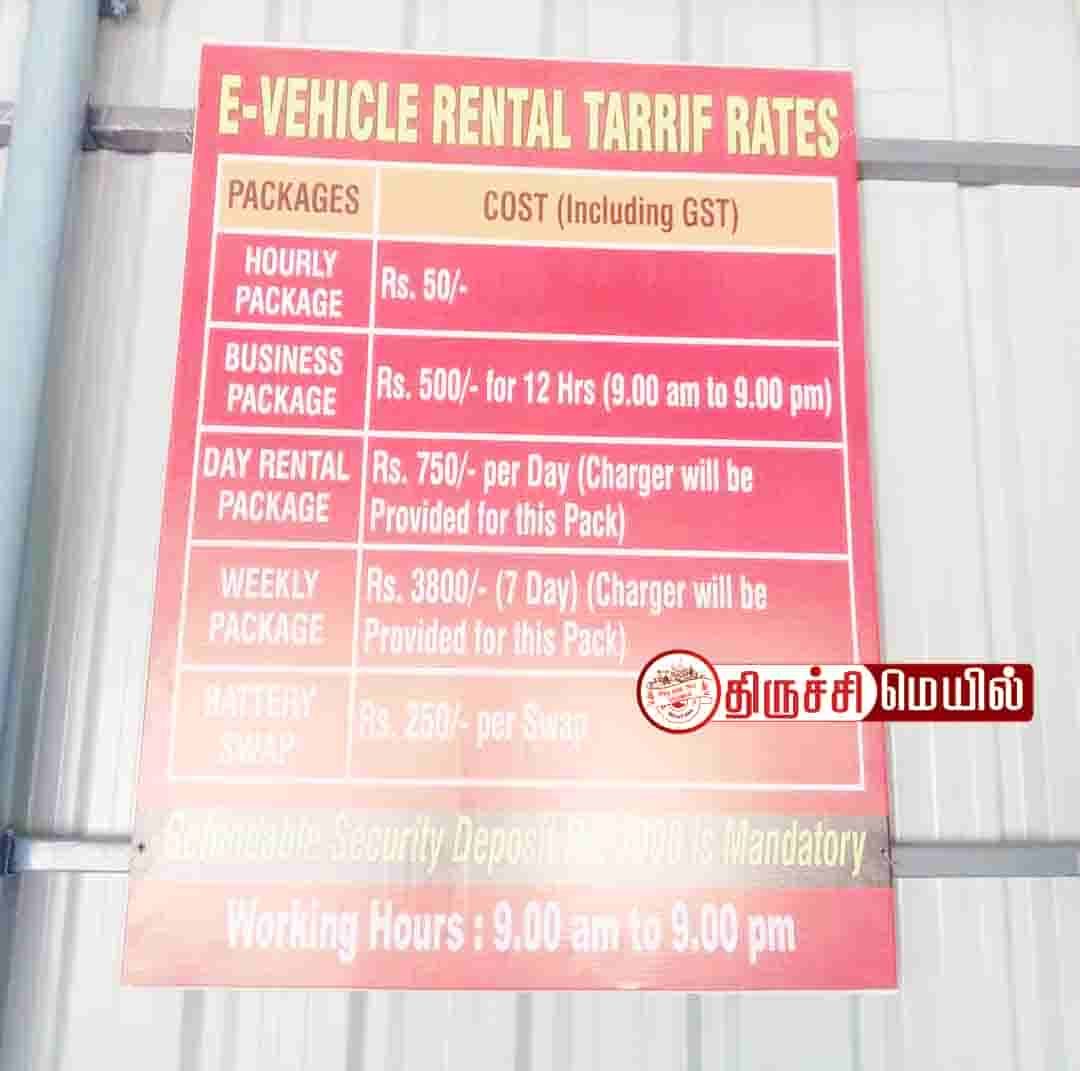 E-VEHICLE RENTAL TARRIF RATES
PACKAGES
COST (Including GST)
HOURLY
PACKAGE
Rs. 50/-
BUSINESS
PACKAGE
Rs. 500/- for 12 Hrs (9.00 am to 9.00 pm)
DAY RENTAL
PACKAGE
Rs. 750/- per Day (Charger will be
Provided for this Pack)
WEEKLY
PACKAGE
Rs. 3800/- (7 Day) (Charger will be
Provided for this Pack)
BATTERY
SWAP
Rs. 250/- per Swap
திருச்சி மெயில்
Refundable Security Deposit is Mandatory
Working Hours : 9.00 am to 9.00 pm